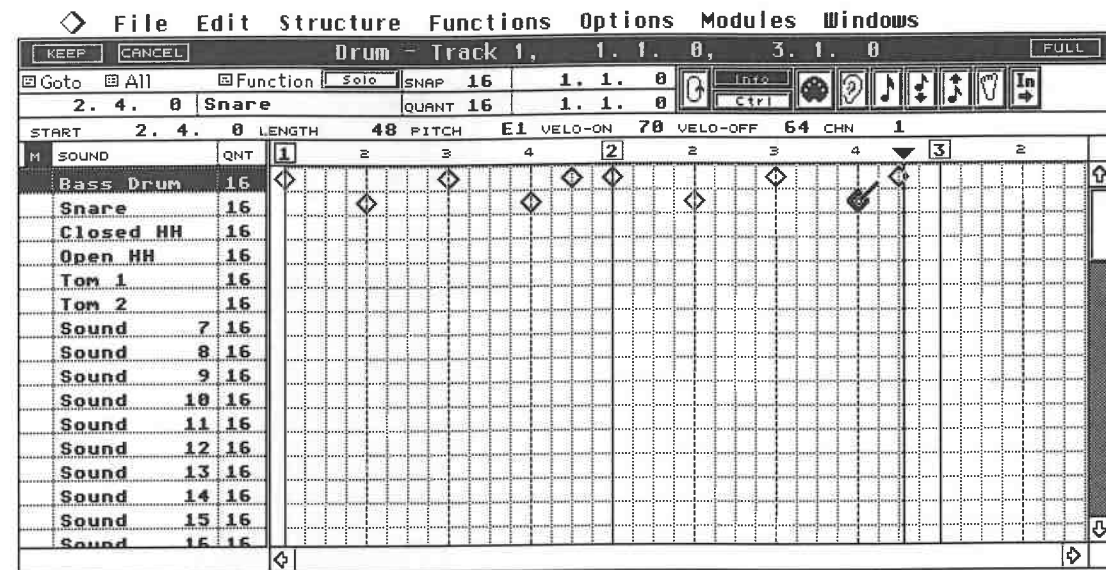 File Edit Structure Functions Options Modules Windows
KEEP CANCEL Drum - Track 1, 1. 1. 0, 3. 1. 0 FULL
Goto All Function Solo SNAP 16 1. 1. 0 Info In
2. 4. 0 Snare QUANT 16 1. 1. 0 Ctrl
START 2. 4. 0 LENGTH 48 PITCH E1 VELO-ON 70 VELO-OFF 64 CHN 1
M SOUND QNT 1 2 3 4 2 2 3 4 3 2
Bass Drum 16
Snare 16
Closed HH 16
Open HH 16
Tom 1 16
Tom 2 16
Sound 7 16
Sound 8 16
Sound 9 16
Sound 10 16
Sound 11 16
Sound 12 16
Sound 13 16
Sound 14 16
Sound 15 16
Sound 16 16